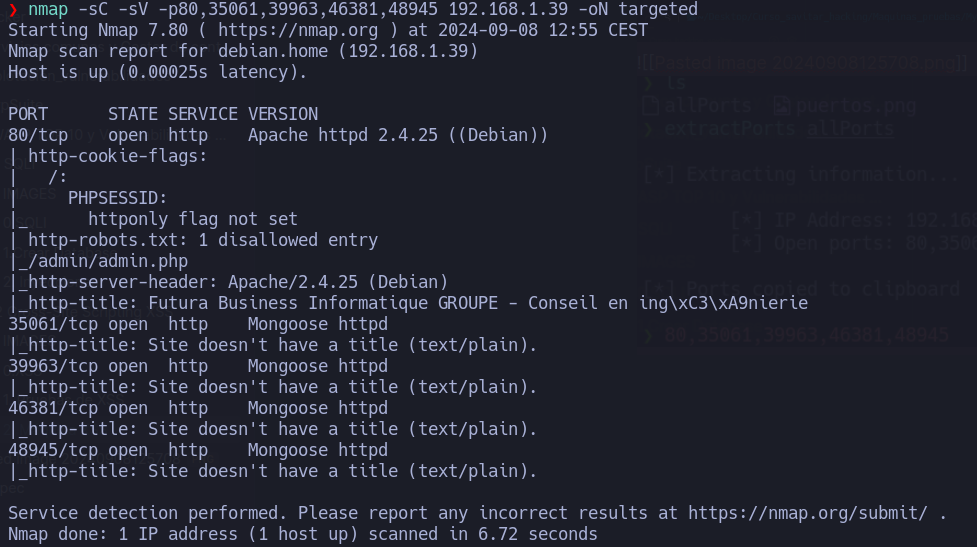 ❯ nmap -sC -sV -p80,35061,39963,46381,48945 192.168.1.39 -oN targeted
Starting Nmap 7.80 ( https://nmap.org ) at 2024-09-08 12:55 CEST
Nmap scan report for debian.home (192.168.1.39)
Host is up (0.00025s latency).
![[Pasted image 20240908125708.png]]
❯ ls
allPorts puertos.png
❯ extractPorts allPorts
[*] Extracting information...
[*] IP Address: 192.16
[*] Open ports: 80,3506
[*] Ports copied to clipboard
❯ 80,35061,39963,46381,48945
PORT      STATE SERVICE VERSION
80/tcp    open  http    Apache httpd 2.4.25 ((Debian))
| http-cookie-flags:
|   /:
|     PHPSESSID:
|_      httponly flag not set
| http-robots.txt: 1 disallowed entry
|_/admin/admin.php
|_http-server-header: Apache/2.4.25 (Debian)
|_http-title: Futura Business Informatique GROUPE - Conseil en ing\xC3\xA9nierie
35061/tcp open  http    Mongoose httpd
|_http-title: Site doesn't have a title (text/plain).
39963/tcp open  http    Mongoose httpd
|_http-title: Site doesn't have a title (text/plain).
46381/tcp open  http    Mongoose httpd
|_http-title: Site doesn't have a title (text/plain).
48945/tcp open  http    Mongoose httpd
|_http-title: Site doesn't have a title (text/plain).
Service detection performed. Please report any incorrect results at https://nmap.org/submit/ .
Nmap done: 1 IP address (1 host up) scanned in 6.72 seconds